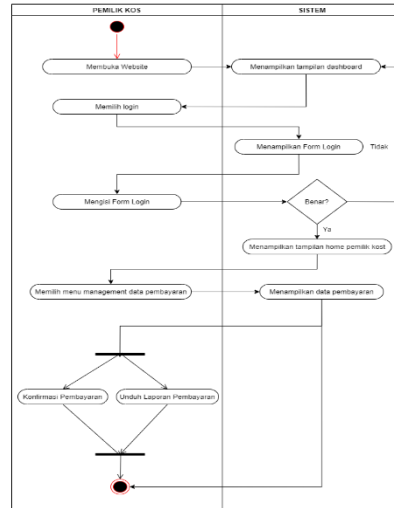 PEMILIK KOS
SISTEM
Membuka Website
Menampilkan tampilan dashboard
Memilih login
Menampilkan Form Login
Tidak
Mengisi Form Login
Benar?
Ya
Menampilkan tampilan home pemilik kost
Memilih menu management data pembayaran
Menampilkan data pembayaran
Konfirmasi Pembayaran
Unduh Laporan Pembayaran